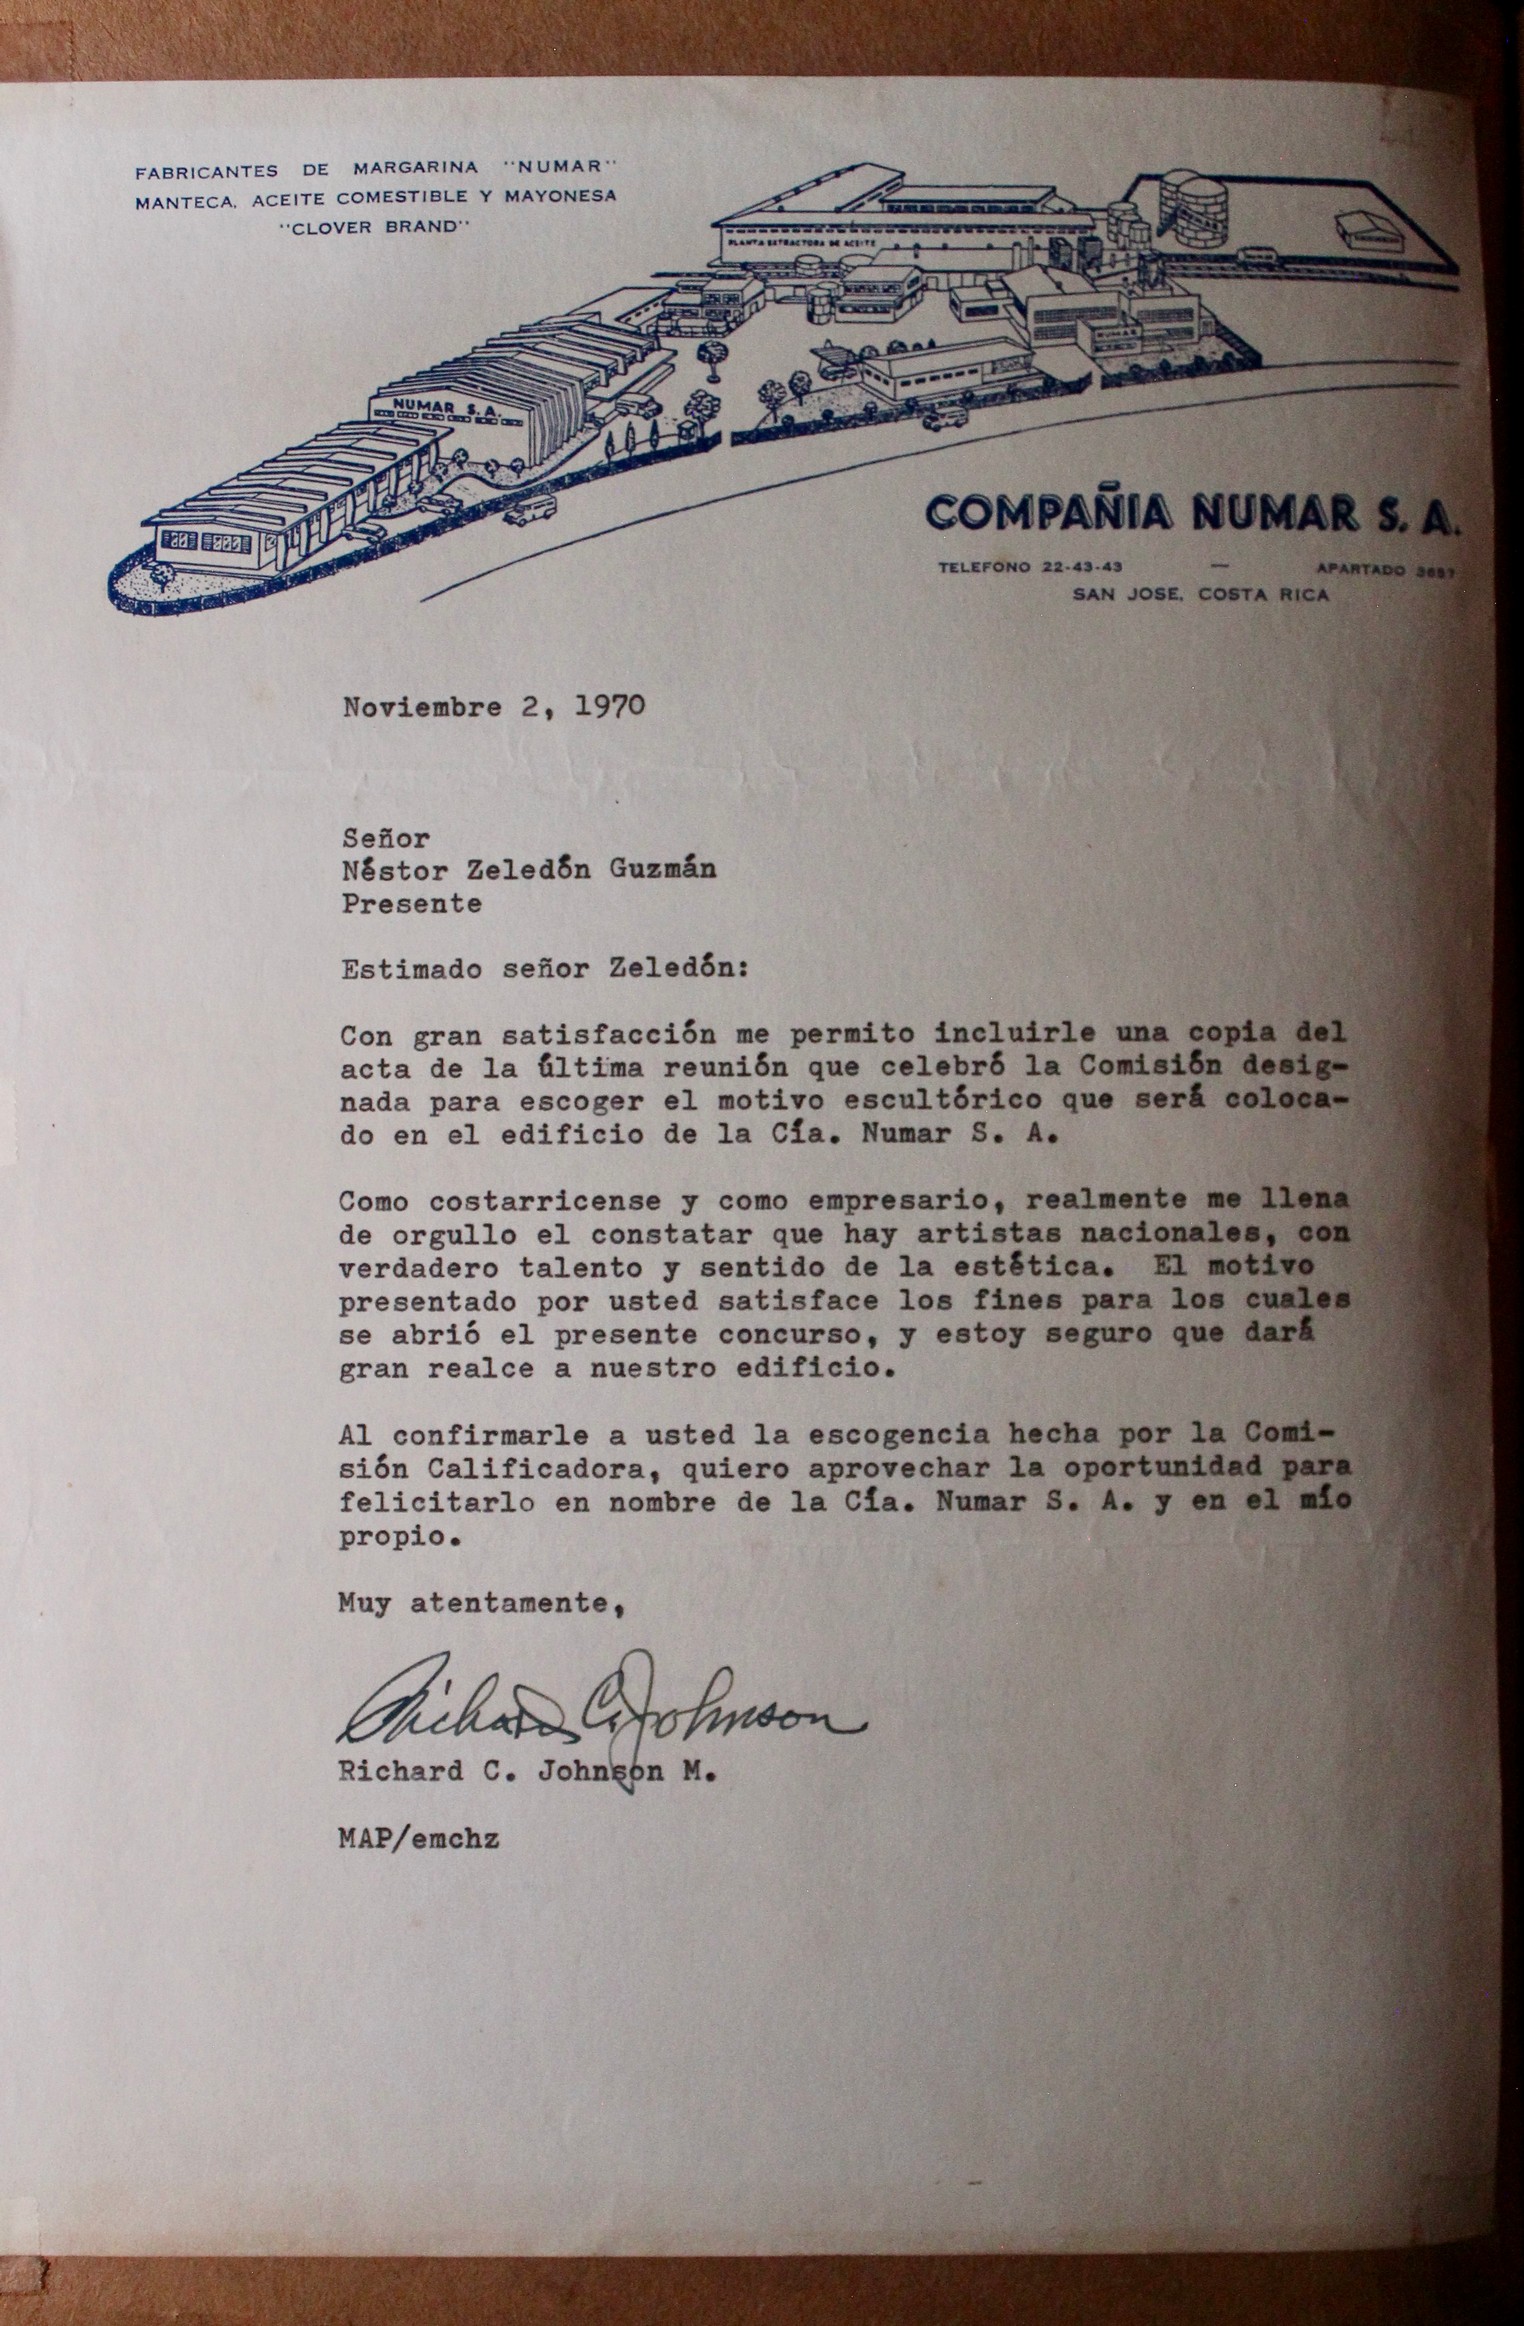 FABRICANTES DE MARGARINA "NUMAR"
MANTECA, ACEITE COMESTIBLE Y MAYONESA
"CLOVER BRAND"
PLANTA EXTRACTORA DE ACEITE
NUMAR
NUMAR S. A.
COMPAÑIA NUMAR S. A.
TELEFONO 22-43-43 — APARTADO
SAN JOSE, COSTA RICA
Noviembre 2, 1970
Señor
Néstor Zeledón Guzmán
Presente
Estimado señor Zeledón:
Con gran satisfacción me permito incluirle una copia del
acta de la última reunión que celebró la Comisión desig-
nada para escoger el motivo escultórico que será coloca-
do en el edificio de la Cía. Numar S. A.
Como costarricense y como empresario, realmente me llena
de orgullo el constatar que hay artistas nacionales, con
verdadero talento y sentido de la estética. El motivo
presentado por usted satisface los fines para los cuales
se abrió el presente concurso, y estoy seguro que dará
gran realce a nuestro edificio.
Al confirmarle a usted la escogencia hecha por la Comi-
sión Calificadora, quiero aprovechar la oportunidad para
felicitarlo en nombre de la Cía. Numar S. A. y en el mío
propio.
Muy atentamente,
Richard C. Johnson
Richard C. Johnson M.
MAP/emchz